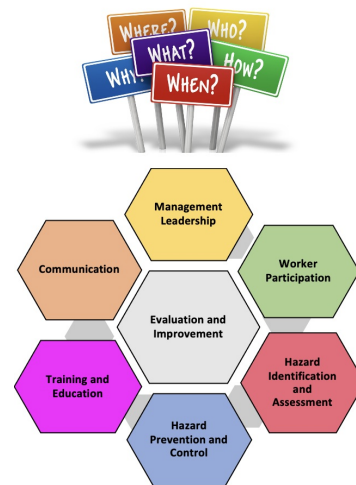 WHERE?
WHO?
WHAT?
WHY?
HOW?
WHEN?
Management
Leadership
Communication
Worker
Participation
Evaluation and
Improvement
Training and
Education
Hazard
Identification
and
Assessment
Hazard
Prevention and
Control